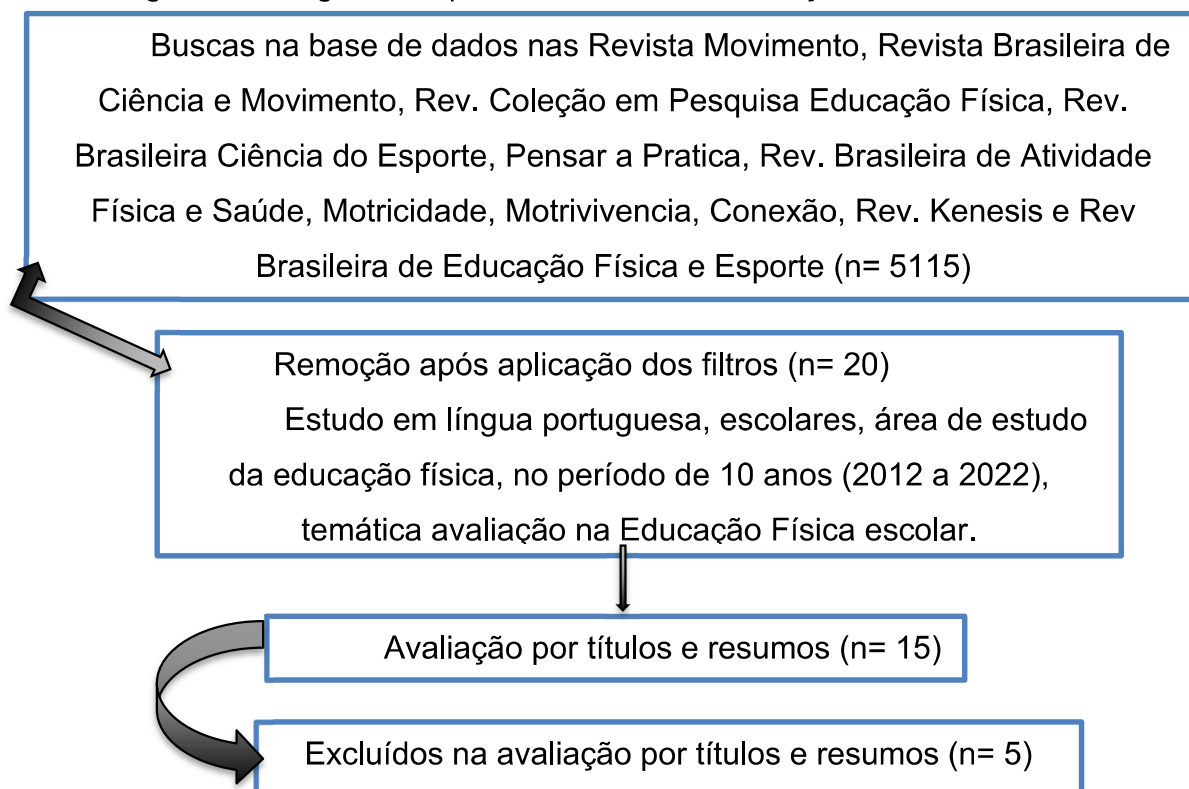 Buscas na base de dados nas Revista Movimento, Revista Brasileira de
Ciência e Movimento, Rev. Coleção em Pesquisa Educação Física, Rev.
Brasileira Ciência do Esporte, Pensar a Pratica, Rev. Brasileira de Atividade
Física e Saúde, Motricidade, Motrivivencia, Conexão, Rev. Kenesis e Rev
Brasileira de Educação Física e Esporte (n= 5115)
Remoção após aplicação dos filtros (n= 20)
Estudo em língua portuguesa, escolares, área de estudo
da educação física, no período de 10 anos (2012 a 2022),
temática avaliação na Educação Física escolar.
Avaliação por títulos e resumos (n= 15)
Excluídos na avaliação por títulos e resumos (n= 5)